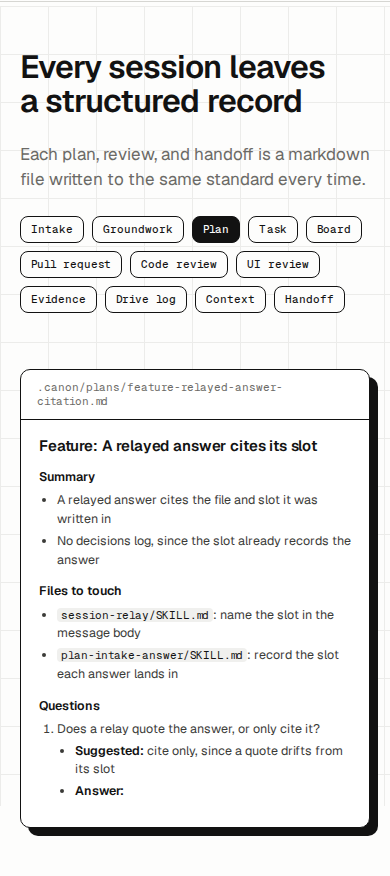 Every session leaves
a structured record
Each plan, review, and handoff is a markdown
file written to the same standard every time.
Intake Groundwork Plan Task Board
Pull request Code review UI review
Evidence Drive log Context Handoff
.canon/plans/feature-relayed-answer-
citation.md
Feature: A relayed answer cites its slot
Summary
• A relayed answer cites the file and slot it was
written in
• No decisions log, since the slot already records the
answer
Files to touch
• session-relay/SKILL.md: name the slot in the
message body
• plan-intake-answer/SKILL.md: record the slot
each answer lands in
Questions
1. Does a relay quote the answer, or only cite it?
• Suggested: cite only, since a quote drifts from
its slot
• Answer: